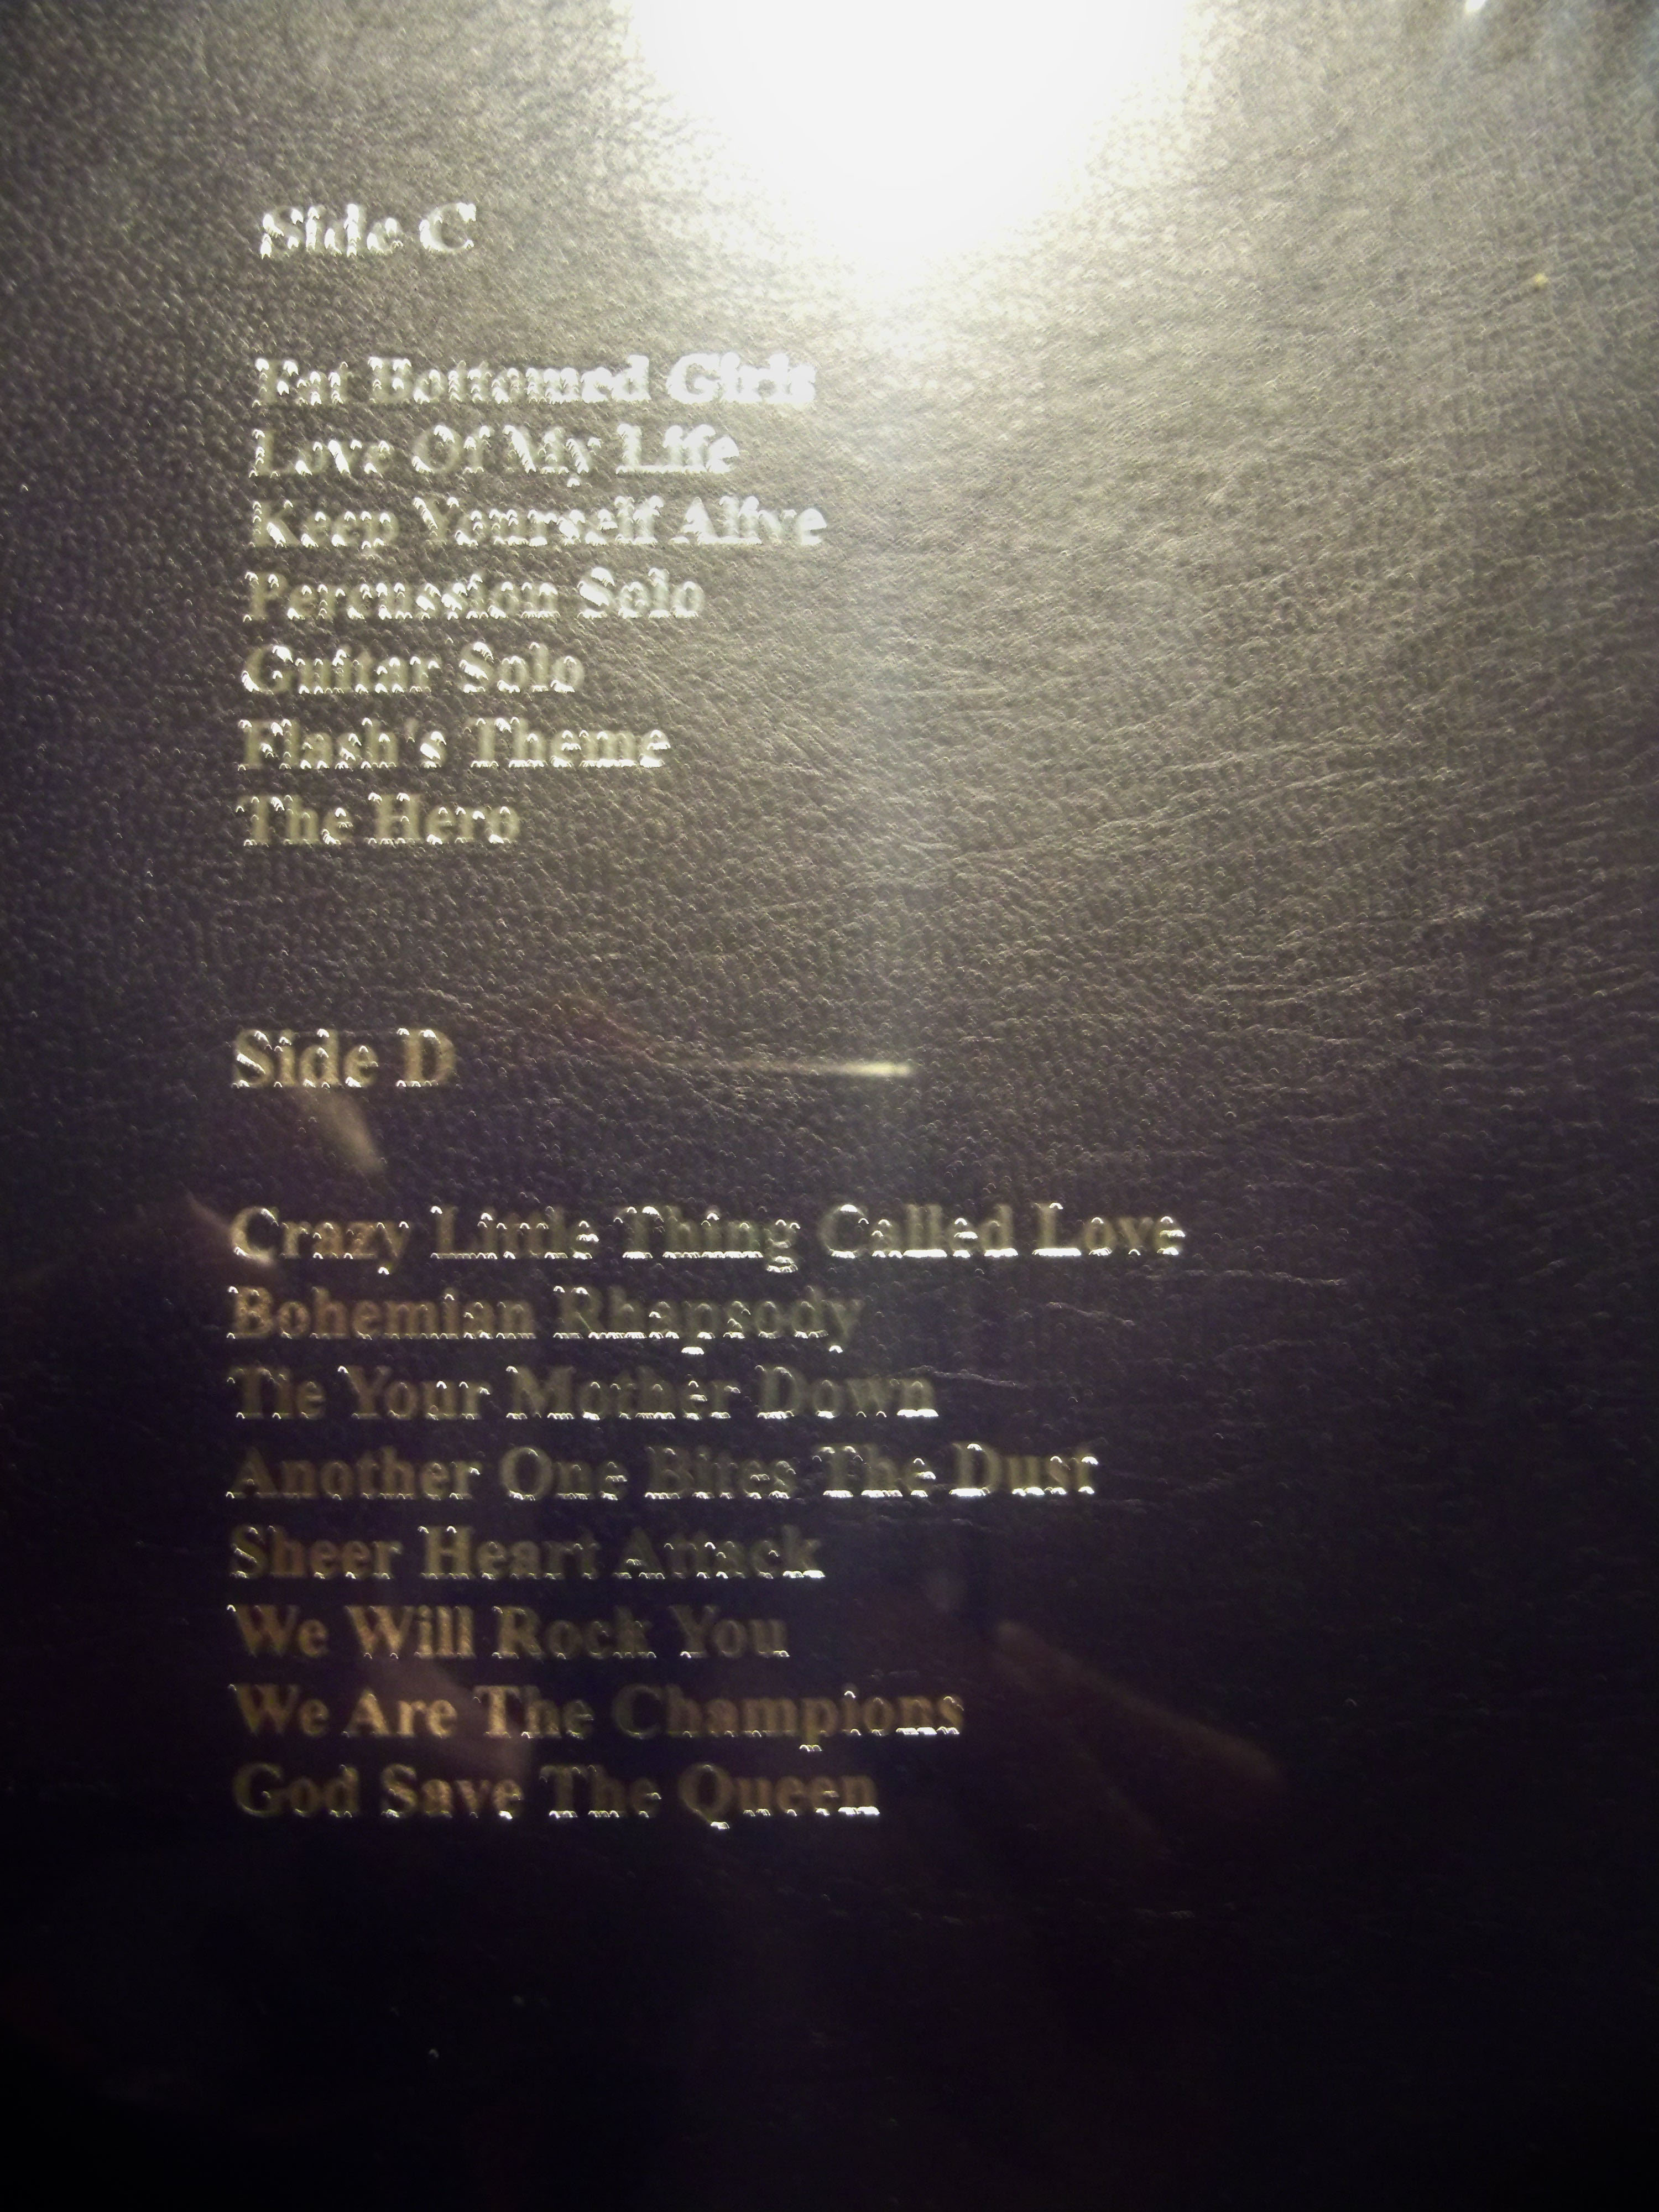 Side C
Fat Bottomed Girls
Love Of My Life
Keep Yourself Alive
Percussion Solo
Guitar Solo
Flash's Theme
The Hero
Side D
Crazy Little Thing Called Love
Bohemian Rhapsody
Tie Your Mother Down
Another One Bites The Dust
Sheer Heart Attack
We Will Rock You
We Are The Champions
God Save The Queen